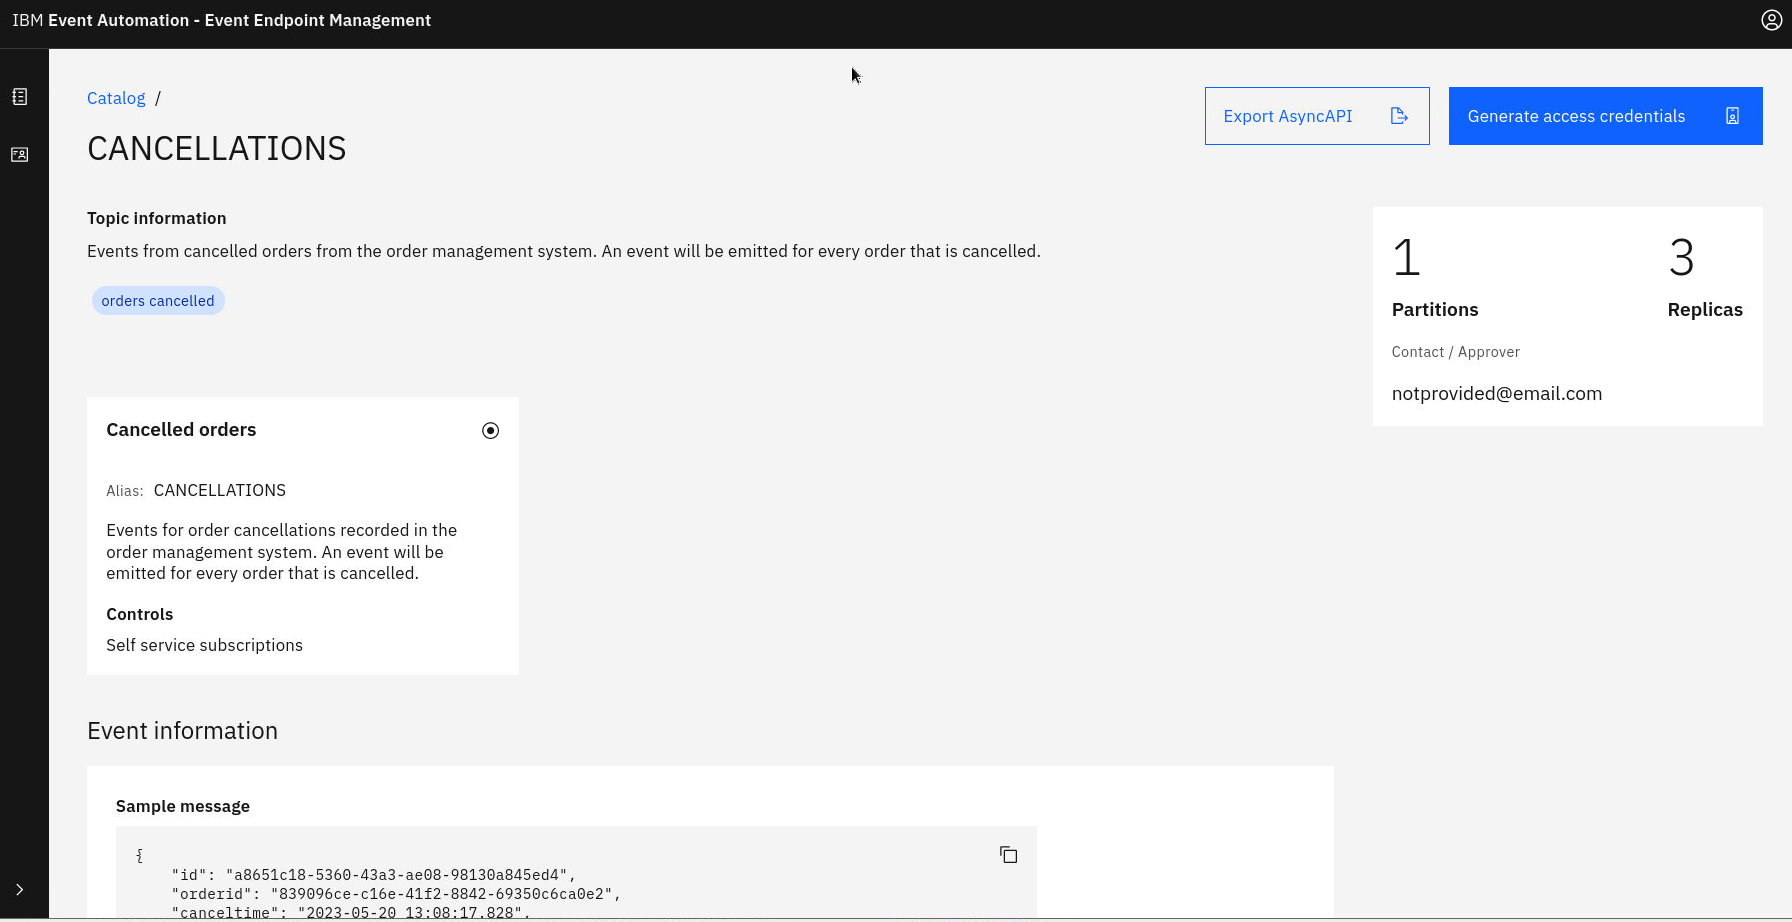 IBM Event Automation - Event Endpoint Management
Catalog /
CANCELLATIONS
Export AsyncAPI
Generate access credentials
Topic information
Events from cancelled orders from the order management system. An event will be emitted for every order that is cancelled.
orders cancelled
1
Partitions
3
Replicas
Contact / Approver
notprovided@email.com
Cancelled orders
Alias: CANCELLATIONS
Events for order cancellations recorded in the
order management system. An event will be
emitted for every order that is cancelled.
Controls
Self service subscriptions
Event information
Sample message
{
"id": "a8651c18-5360-43a3-ae08-98130a845ed4",
"orderid": "839096ce-c16e-41f2-8842-69350c6ca0e2",
"canceltime": "2023-05-20 13:08:17.828",